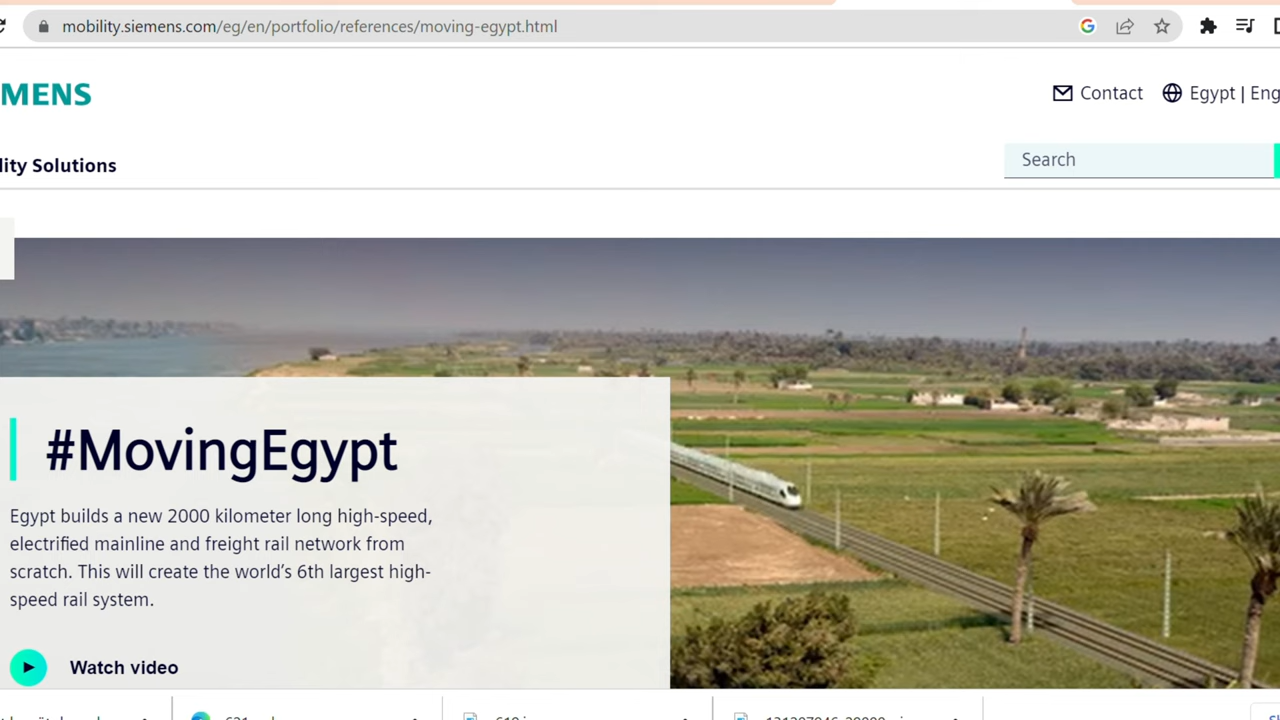 mobility.siemens.com/eg/en/portfolio/references/moving-egypt.html
MENS
Contact
Egypt | Eng
lity Solutions
Search
#MovingEgypt
Egypt builds a new 2000 kilometer long high-speed,
electrified mainline and freight rail network from
scratch. This will create the world's 6th largest high-
speed rail system.
Watch video